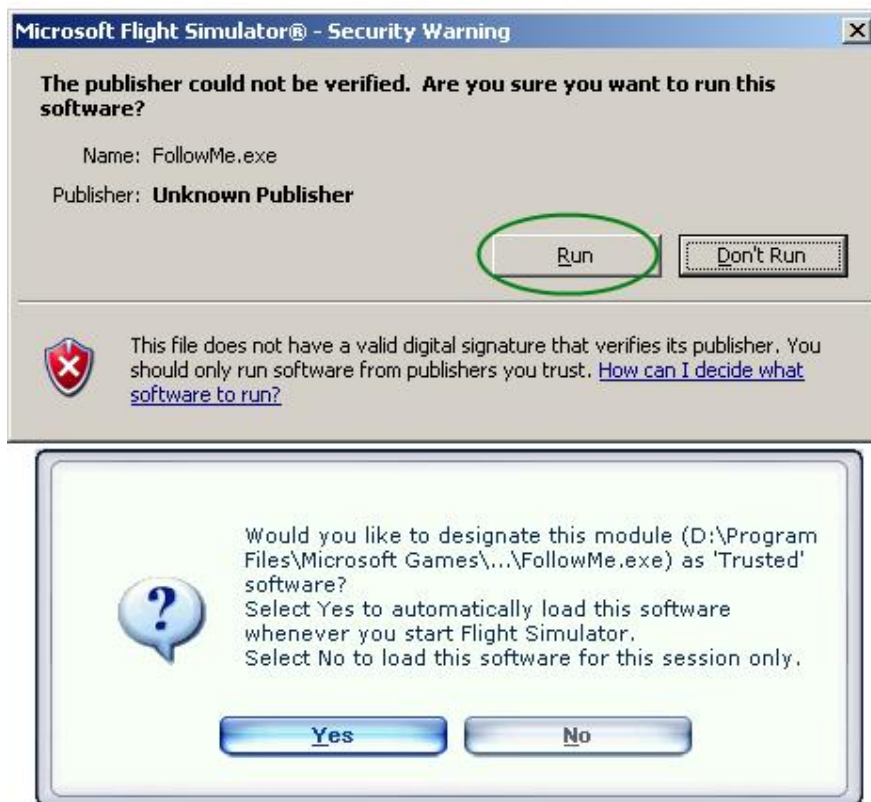 Microsoft Flight Simulator® - Security Warning
The publisher could not be verified. Are you sure you want to run this
software?
Name: FollowMe.exe
Publisher: Unknown Publisher
Run
Don't Run
This file does not have a valid digital signature that verifies its publisher. You
should only run software from publishers you trust. How can I decide what
software to run?
Would you like to designate this module (D:\Program
Files\Microsoft Games\...\FollowMe.exe) as 'Trusted'
software?
Select Yes to automatically load this software
whenever you start Flight Simulator.
Select No to load this software for this session only.
Yes
No